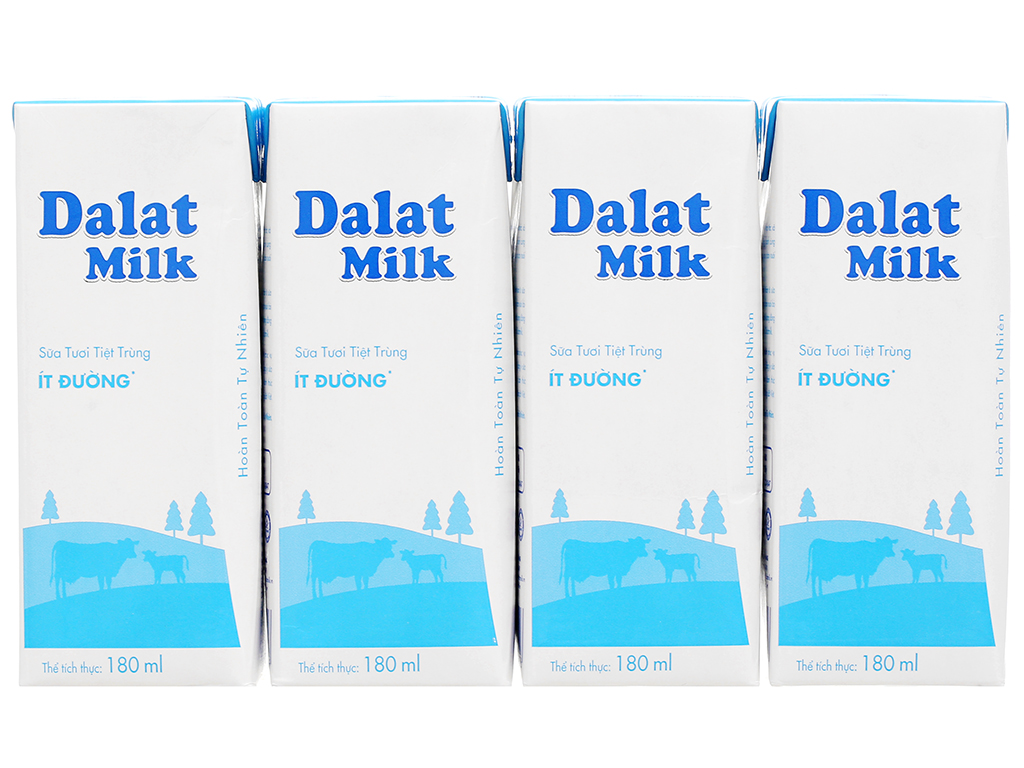 Dalat
Milk
Sữa Tươi Tiệt Trùng
ÍT ĐƯỜNG*
Hoàn Toàn Tự Nhiên
Thể tích thực: 180 ml
Dalat
Milk
Sữa Tươi Tiệt Trùng
ÍT ĐƯỜNG*
Hoàn Toàn Tự Nhiên
Thể tích thực: 180 ml
Dalat
Milk
Sữa Tươi Tiệt Trùng
ÍT ĐƯỜNG*
Hoàn Toàn Tự Nhiên
Thể tích thực: 180 ml
Dalat
Milk
Sữa Tươi Tiệt Trùng
ÍT ĐƯỜNG*
Hoàn Toàn Tự Nhiên
Thể tích thực: 180 ml